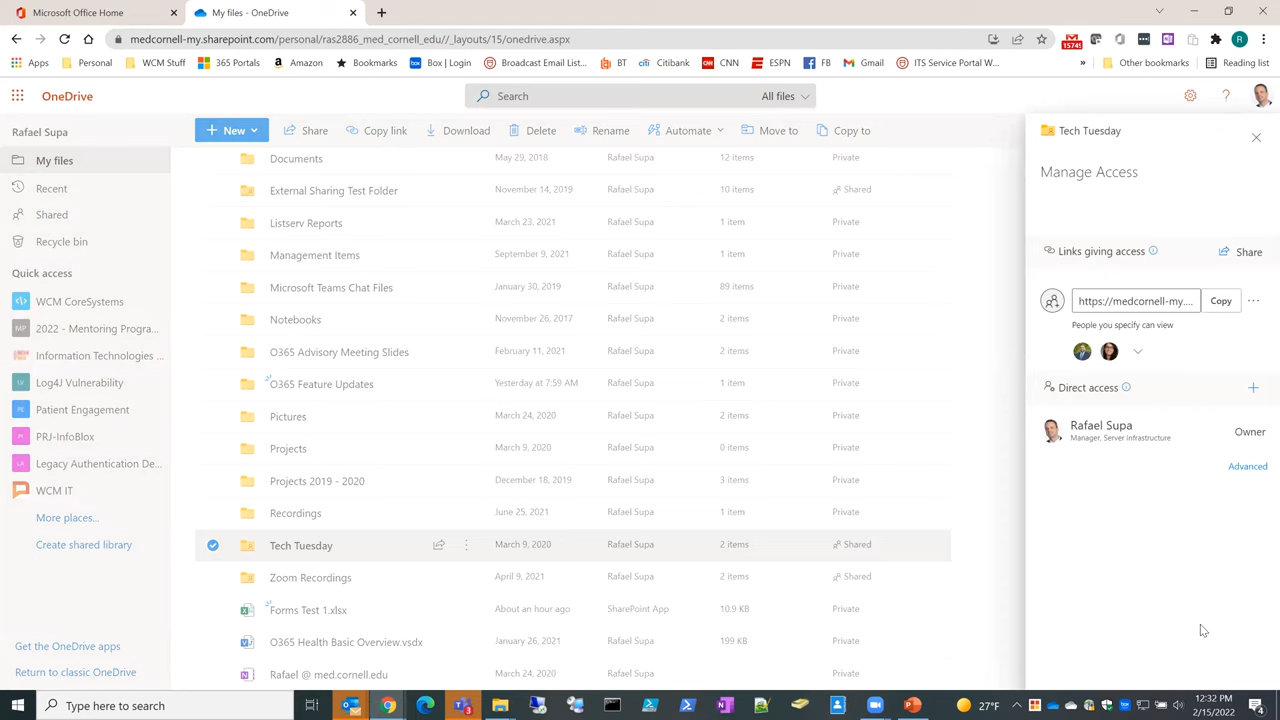 Microsoft Office Home
My files - OneDrive
medcornell-my.sharepoint.com/personal/ras2886_med_cornell_edu//_layouts/15/onedrive.aspx
15745
R
Apps
Personal
WCM Stuff
365 Portals
Amazon
Bookmarks
box
Box | Login
Broadcast Email List...
BT
citi
Citibank
CNN
CNN
ESPN
FB
Gmail
ITS Service Portal W...
»
Other bookmarks
Reading list
OneDrive
Search
All files
?
Rafael Supa
My files
Recent
Shared
Recycle bin
Quick access
WCM CoreSystems
MP
2022 - Mentoring Progra...
Information Technologies ...
LV
Log4J Vulnerability
PE
Patient Engagement
PI
PRJ-InfoBlox
LA
Legacy Authentication De...
WCM IT
More places...
Create shared library
Get the OneDrive apps
Return to classic OneDrive
+ New
Share
Copy link
Download
Delete
Rename
Automate
Move to
Copy to
Documents May 29, 2018 Rafael Supa 12 items Private
External Sharing Test Folder November 14, 2019 Rafael Supa 10 items Shared
Listserv Reports March 23, 2021 Rafael Supa 1 item Private
Management Items September 9, 2021 Rafael Supa 1 item Private
Microsoft Teams Chat Files January 30, 2019 Rafael Supa 89 items Private
Notebooks November 26, 2017 Rafael Supa 2 items Private
O365 Advisory Meeting Slides February 11, 2021 Rafael Supa 2 items Private
O365 Feature Updates Yesterday at 7:59 AM Rafael Supa 1 item Private
Pictures March 24, 2020 Rafael Supa 2 items Private
Projects March 9, 2020 Rafael Supa 0 items Private
Projects 2019 - 2020 December 18, 2019 Rafael Supa 3 items Private
Recordings June 25, 2021 Rafael Supa 1 item Private
Tech Tuesday March 9, 2020 Rafael Supa 2 items Shared
Zoom Recordings April 9, 2021 Rafael Supa 2 items Shared
Forms Test 1.xlsx About an hour ago SharePoint App 10.9 KB Private
O365 Health Basic Overview.vsdx January 26, 2021 Rafael Supa 199 KB Private
Rafael @ med.cornell.edu March 24, 2020 Rafael Supa Private
Tech Tuesday
Manage Access
Links giving access
Share
https://medcornell-my....
Copy
People you specify can view
Direct access
+
Rafael Supa
Manager, Server Infrastructure
Owner
Advanced
Type here to search
3
27°F
12:32 PM
2/15/2022
4